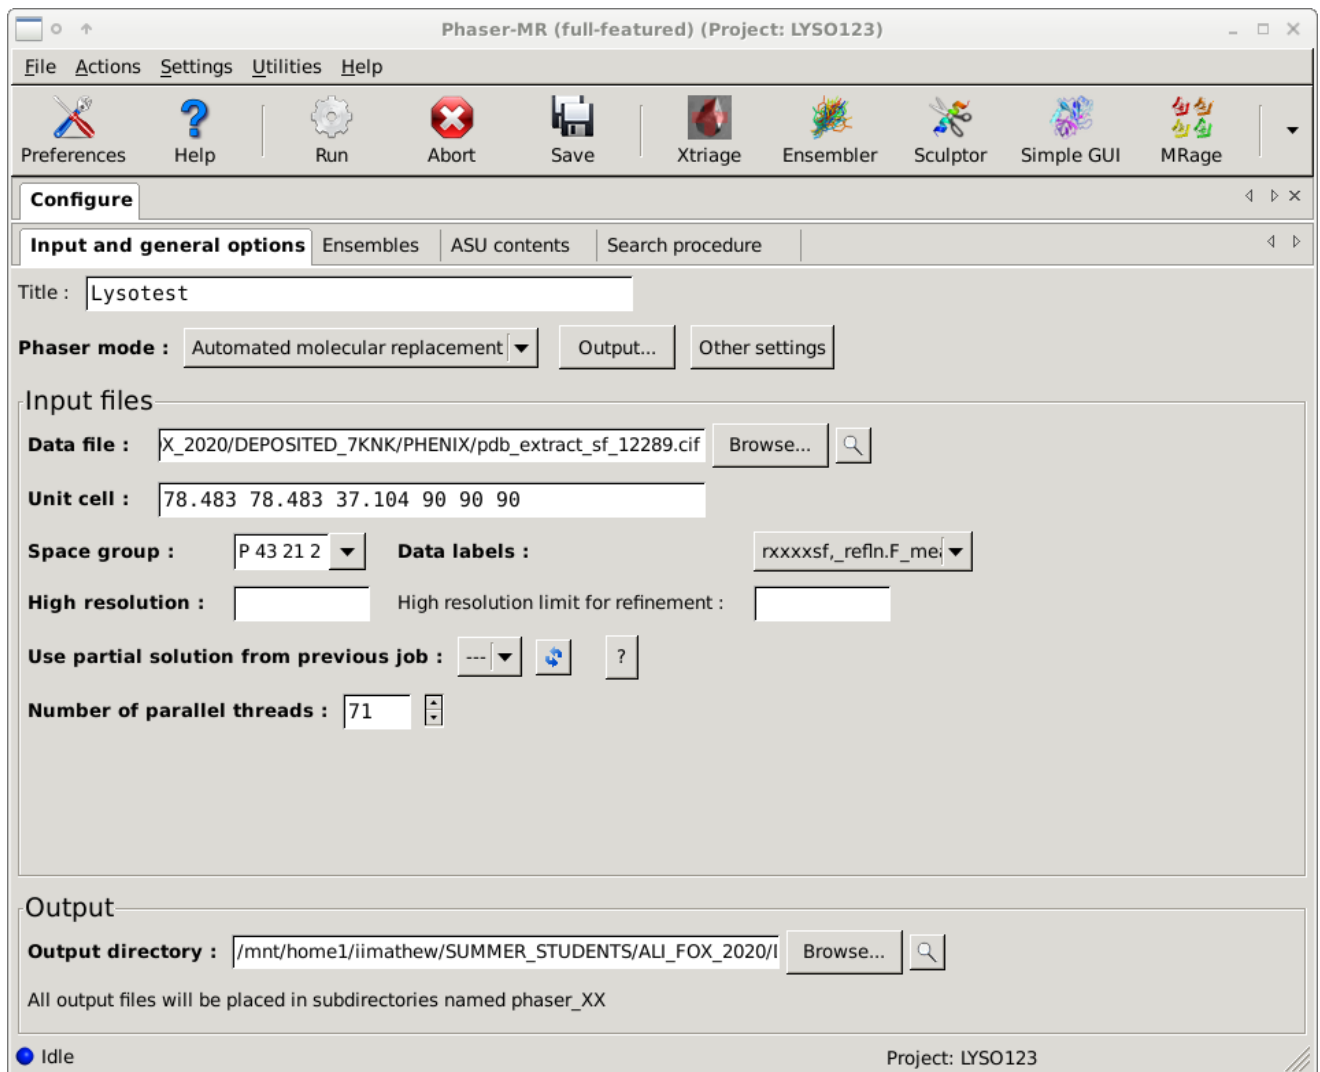 Phaser-MR (full-featured) (Project: LYSO123)
File Actions Settings Utilities Help
Preferences Help Run Abort Save Xtriage Ensembler Sculptor Simple GUI MRage
Configure
Input and general options Ensembles ASU contents Search procedure
Title : Lysotest
Phaser mode : Automated molecular replacement Output... Other settings
Input files
Data file : X_2020/DEPOSITED_7KNK/PHENIX/pdb_extract_sf_12289.cif Browse...
Unit cell : 78.483 78.483 37.104 90 90 90
Space group : P 43 21 2 Data labels : rxxxxsf,_refln.F_mea
High resolution : High resolution limit for refinement :
Use partial solution from previous job : --- ?
Number of parallel threads : 71
Output
Output directory : /mnt/home1/iimathew/SUMMER_STUDENTS/ALI_FOX_2020/ Browse...
All output files will be placed in subdirectories named phaser_XX
Idle Project: LYSO123